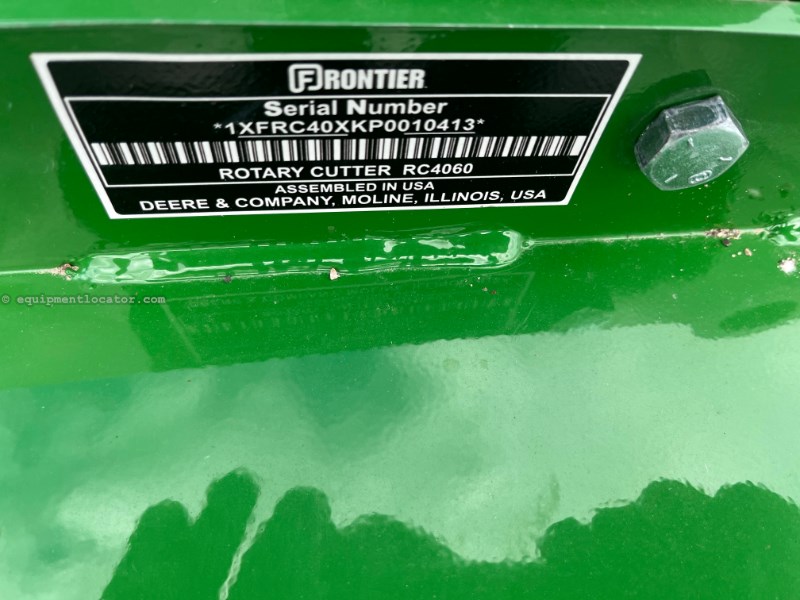 FRONTIER
Serial Number
*1XFRC40XKP0010413*
ROTARY CUTTER RC4060
ASSEMBLED IN USA
DEERE & COMPANY, MOLINE, ILLINOIS, USA
© equipmentlocator.com